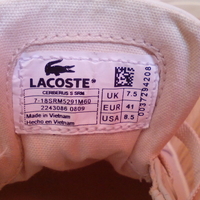 LACOSTE
CERBERUS S SRM
7-18SRM5291M60
2243086 0809
Made in Vietnam
Hecho en Vietnam
UK 7.5
EUR 41
USA 8.5
0037294208